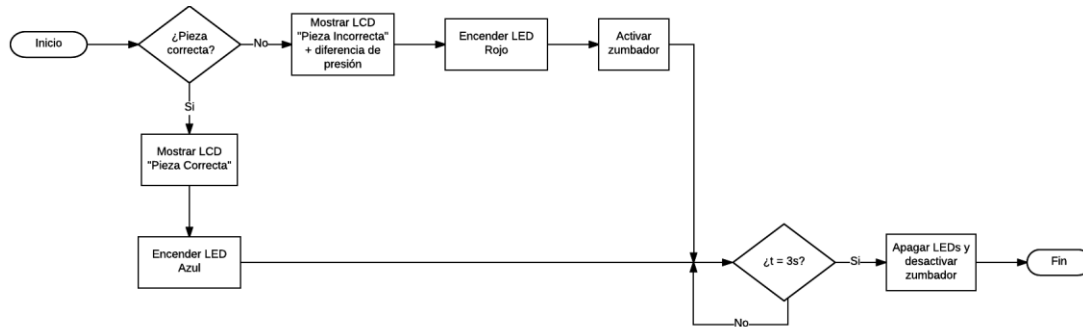 Inicio
¿Pieza
correcta?
No
Mostrar LCD
"Pieza Incorrecta"
+ diferencia de
presión
Encender LED
Rojo
Activar
zumbador
Si
Mostrar LCD
"Pieza Correcta"
Encender LED
Azul
¿t = 3s?
Si
Apagar LEDs y
desactivar
zumbador
Fin
No